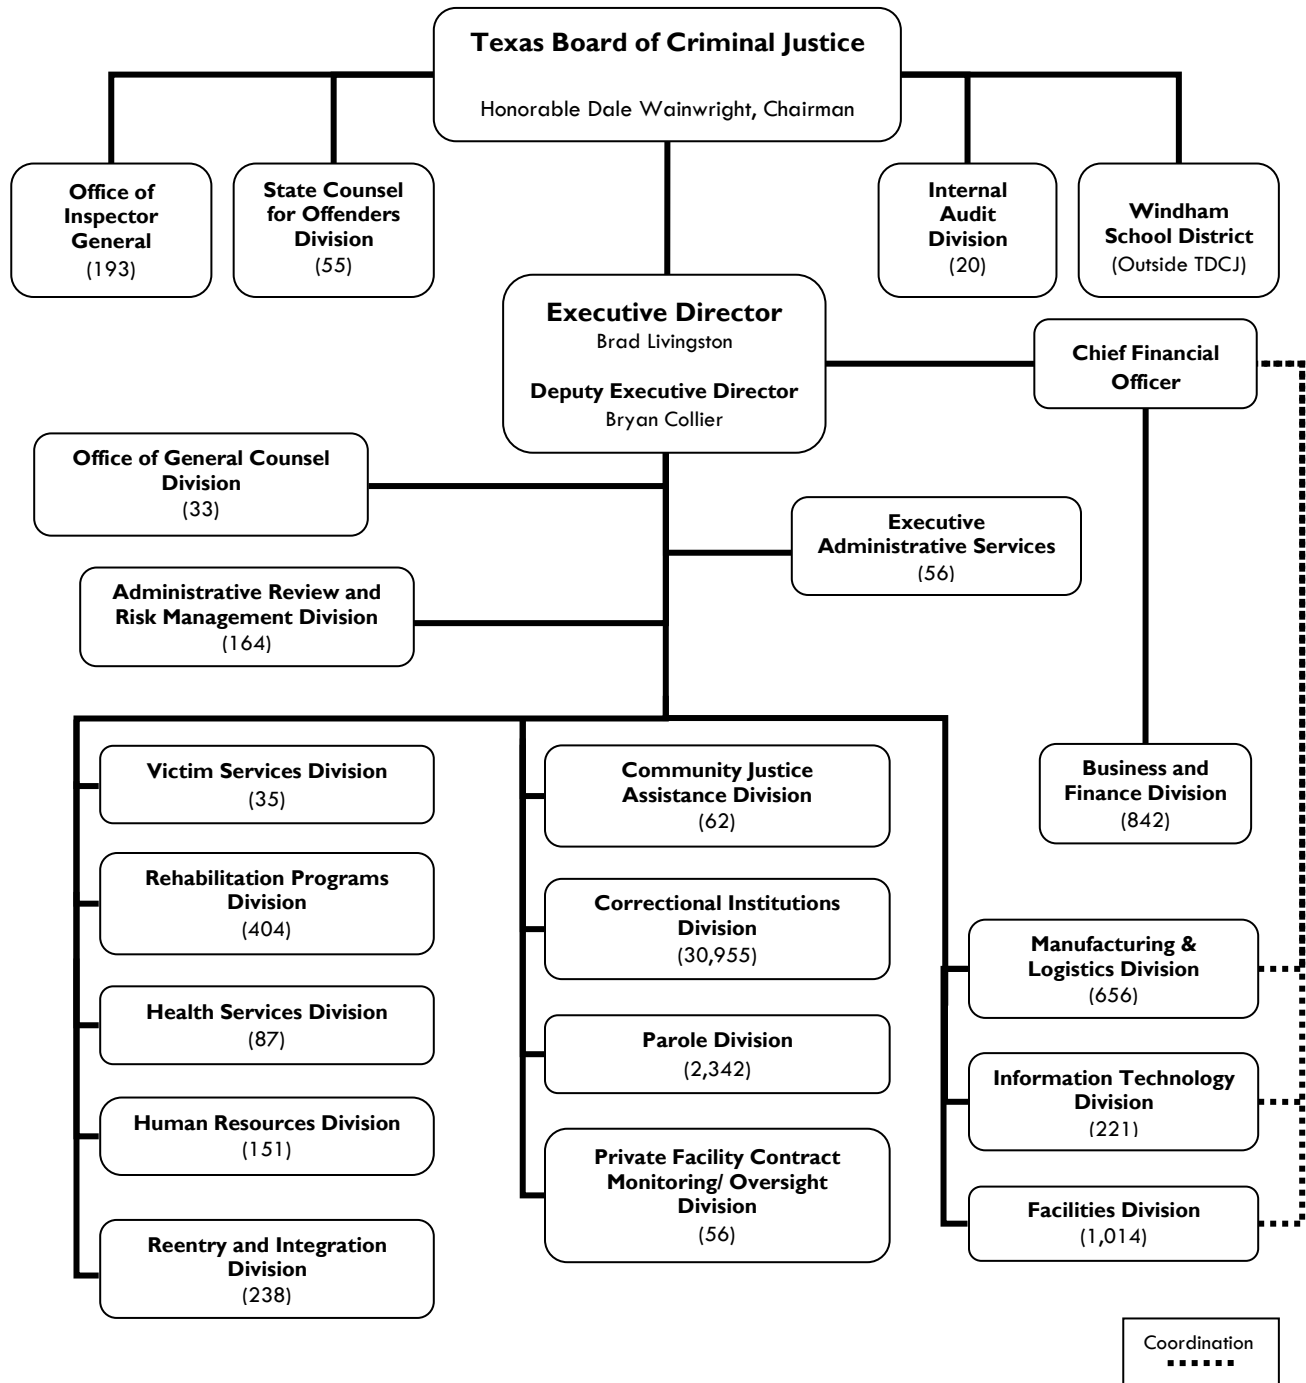 Texas Board of Criminal Justice
Honorable Dale Wainwright, Chairman
Office of
Inspector
General
(193)
State Counsel
for Offenders
Division
(55)
Internal
Audit
Division
(20)
Windham
School District
(Outside TDCJ)
Executive Director
Brad Livingston
Deputy Executive Director
Bryan Collier
Chief Financial
Officer
Office of General Counsel
Division
(33)
Executive
Administrative Services
(56)
Administrative Review and
Risk Management Division
(164)
Victim Services Division
(35)
Rehabilitation Programs
Division
(404)
Health Services Division
(87)
Human Resources Division
(151)
Reentry and Integration
Division
(238)
Community Justice
Assistance Division
(62)
Correctional Institutions
Division
(30,955)
Parole Division
(2,342)
Private Facility Contract
Monitoring/ Oversight
Division
(56)
Business and
Finance Division
(842)
Manufacturing &
Logistics Division
(656)
Information Technology
Division
(221)
Facilities Division
(1,014)
Coordination